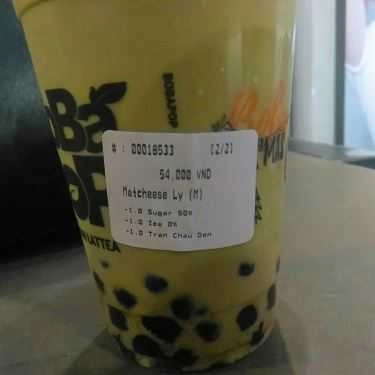 BOBAPOP
# : 00018533 [2/2]
54,000 VND
Matcheese Ly (M)
-1.0 Sugar 50%
-1.0 Ice 0%
-1.0 Tran Chau Den